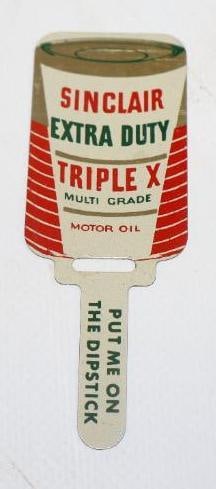 SINCLAIR
EXTRA DUTY
TRIPLE X
MULTI GRADE
MOTOR OIL
PUT ME ON
THE DIPSTICK